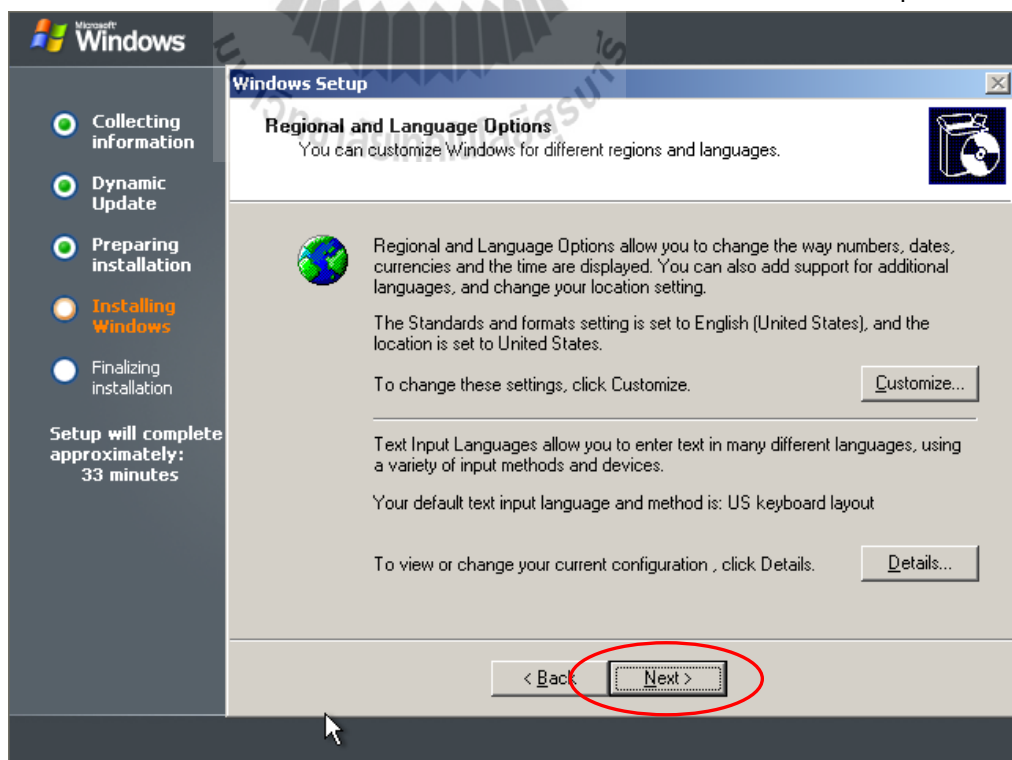 Microsoft
Windows
Windows Setup
Collecting
information
Dynamic
Update
Preparing
installation
Installing
Windows
Finalizing
installation
Setup will complete
approximately:
33 minutes
Regional and Language Options
You can customize Windows for different regions and languages.
Regional and Language Options allow you to change the way numbers, dates,
currencies and the time are displayed. You can also add support for additional
languages, and change your location setting.
The Standards and formats setting is set to English (United States), and the
location is set to United States.
To change these settings, click Customize.
Customize...
Text Input Languages allow you to enter text in many different languages, using
a variety of input methods and devices.
Your default text input language and method is: US keyboard layout
To view or change your current configuration , click Details.
Details...
< Back
Next >